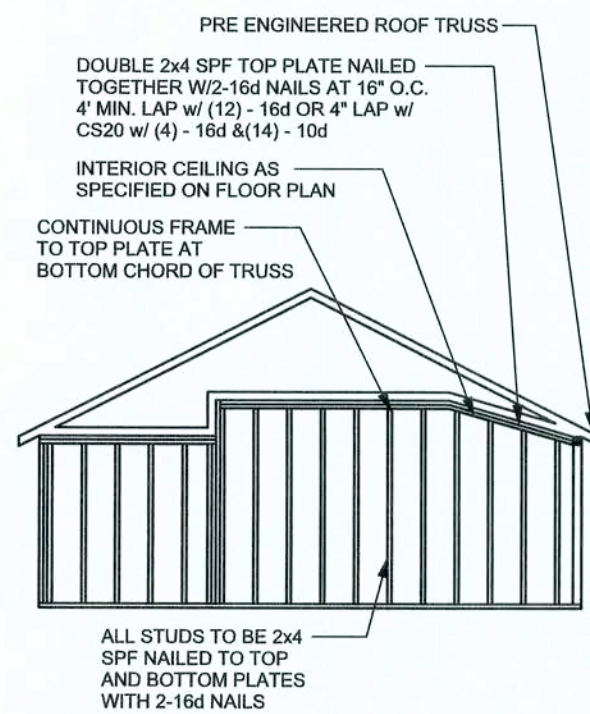 PRE ENGINEERED ROOF TRUSS
DOUBLE 2x4 SPF TOP PLATE NAILED
TOGETHER W/2-16d NAILS AT 16" O.C.
4' MIN. LAP w/ (12) - 16d OR 4" LAP w/
CS20 w/ (4) - 16d &(14) - 10d
INTERIOR CEILING AS
SPECIFIED ON FLOOR PLAN
CONTINUOUS FRAME
TO TOP PLATE AT
BOTTOM CHORD OF TRUSS
ALL STUDS TO BE 2x4
SPF NAILED TO TOP
AND BOTTOM PLATES
WITH 2-16d NAILS